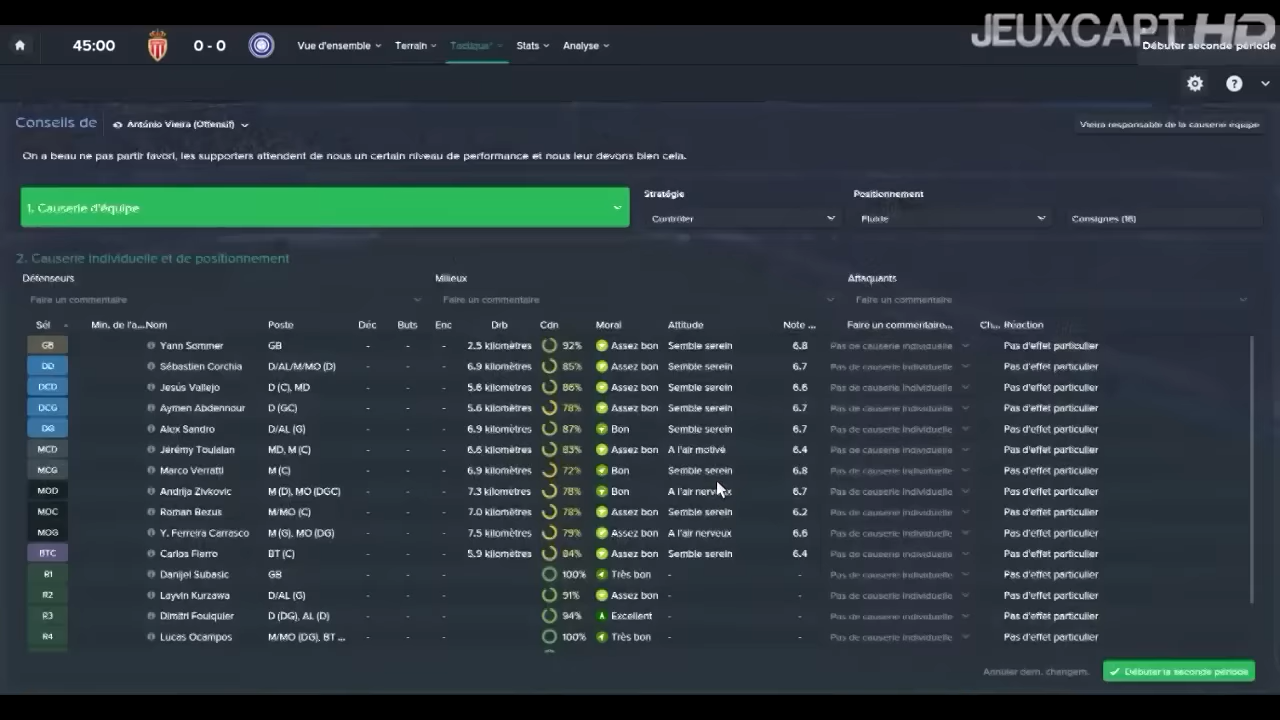 JEUXCAPT HD
45:00 0 - 0 Vue d'ensemble Terrain Tactique* Stats Analyse Débuter seconde période
Conseils de António Vieira (Offensif) Vieira responsable de la causerie équipe
On a beau ne pas partir favori, les supporters attendent de nous un certain niveau de performance et nous leur devons bien cela.
Stratégie Positionnement
1. Causerie d'équipe Contrôler Fluide Consignes (16)
2. Causerie individuelle et de positionnement
Défenseurs Milieux Attaquants
Faire un commentaire Faire un commentaire Faire un commentaire
Sél Min. de l'a... Nom Poste Déc Buts Enc Drb Cdn Moral Attitude Note ... Faire un commentaire... Ch... Réaction
GB Yann Sommer GB - - - 2.5 kilomètres 92% Assez bon Semble serein 6.8 Pas de causerie individuelle Pas d'effet particulier
DD Sébastien Corchia D/AL/M/MO (D) - - - 6.9 kilomètres 85% Assez bon Semble serein 6.7 Pas de causerie individuelle Pas d'effet particulier
DCD Jesús Vallejo D (C), MD - - - 5.6 kilomètres 86% Assez bon Semble serein 6.6 Pas de causerie individuelle Pas d'effet particulier
DCG Aymen Abdennour D (GC) - - - 5.6 kilomètres 78% Assez bon Semble serein 6.7 Pas de causerie individuelle Pas d'effet particulier
DG Alex Sandro D/AL (G) - - - 6.9 kilomètres 87% Bon Semble serein 6.7 Pas de causerie individuelle Pas d'effet particulier
MCD Jérémy Toulalan MD, M (C) - - - 6.6 kilomètres 83% Assez bon A l'air motivé 6.4 Pas de causerie individuelle Pas d'effet particulier
MCG Marco Verratti M (C) - - - 6.9 kilomètres 72% Bon Semble serein 6.8 Pas de causerie individuelle Pas d'effet particulier
MOD Andrija Zivkovic M (D), MO (DGC) - - - 7.3 kilomètres 78% Bon A l'air nerveux 6.7 Pas de causerie individuelle Pas d'effet particulier
MOC Roman Bezus M/MO (C) - - - 7.0 kilomètres 78% Assez bon Semble serein 6.2 Pas de causerie individuelle Pas d'effet particulier
MOG Y. Ferreira Carrasco M (G), MO (DG) - - - 7.5 kilomètres 79% Assez bon A l'air nerveux 6.6 Pas de causerie individuelle Pas d'effet particulier
BTC Carlos Fierro BT (C) - - - 5.9 kilomètres 84% Assez bon Semble serein 6.4 Pas de causerie individuelle Pas d'effet particulier
R1 Danijel Subasic GB - - - 100% Très bon - - Pas de causerie individuelle Pas d'effet particulier
R2 Layvin Kurzawa D/AL (G) - - - 91% Assez bon - - Pas de causerie individuelle Pas d'effet particulier
R3 Dimitri Foulquier D (DG), AL (D) - - - 94% Excellent - - Pas de causerie individuelle Pas d'effet particulier
R4 Lucas Ocampos M/MO (DG), BT ... - - - 100% Très bon - - Pas de causerie individuelle Pas d'effet particulier
Annuler dern. changem. Débuter la seconde période